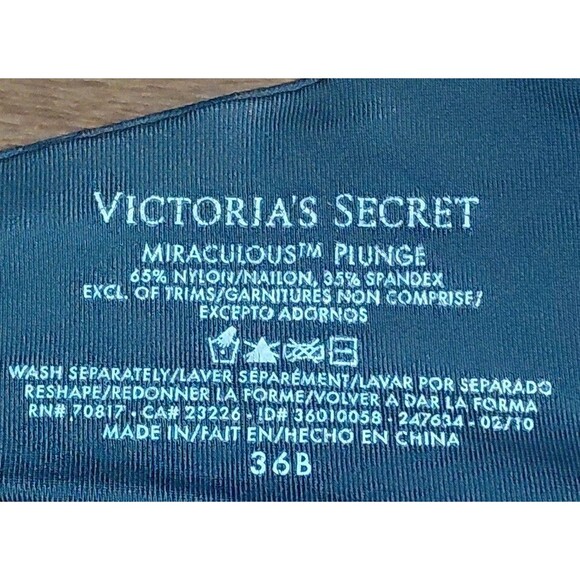 VICTORIA'S SECRET
MIRACULOUS™ PLUNGE
65% NYLON/NAILON, 35% SPANDEX
EXCL. OF TRIMS/GARNITURES NON COMPRISE/
EXCEPTO ADORNOS
WASH SEPARATELY/LAVER SÉPARÉMENT/LAVAR POR SEPARADO
RESHAPE/REDONNER LA FORME/VOLVER A DAR LA FORMA
RN# 70817 • CA# 23226 • ID# 36010058 • 247634 - 02/10
MADE IN/FAIT EN/HECHO EN CHINA
36B